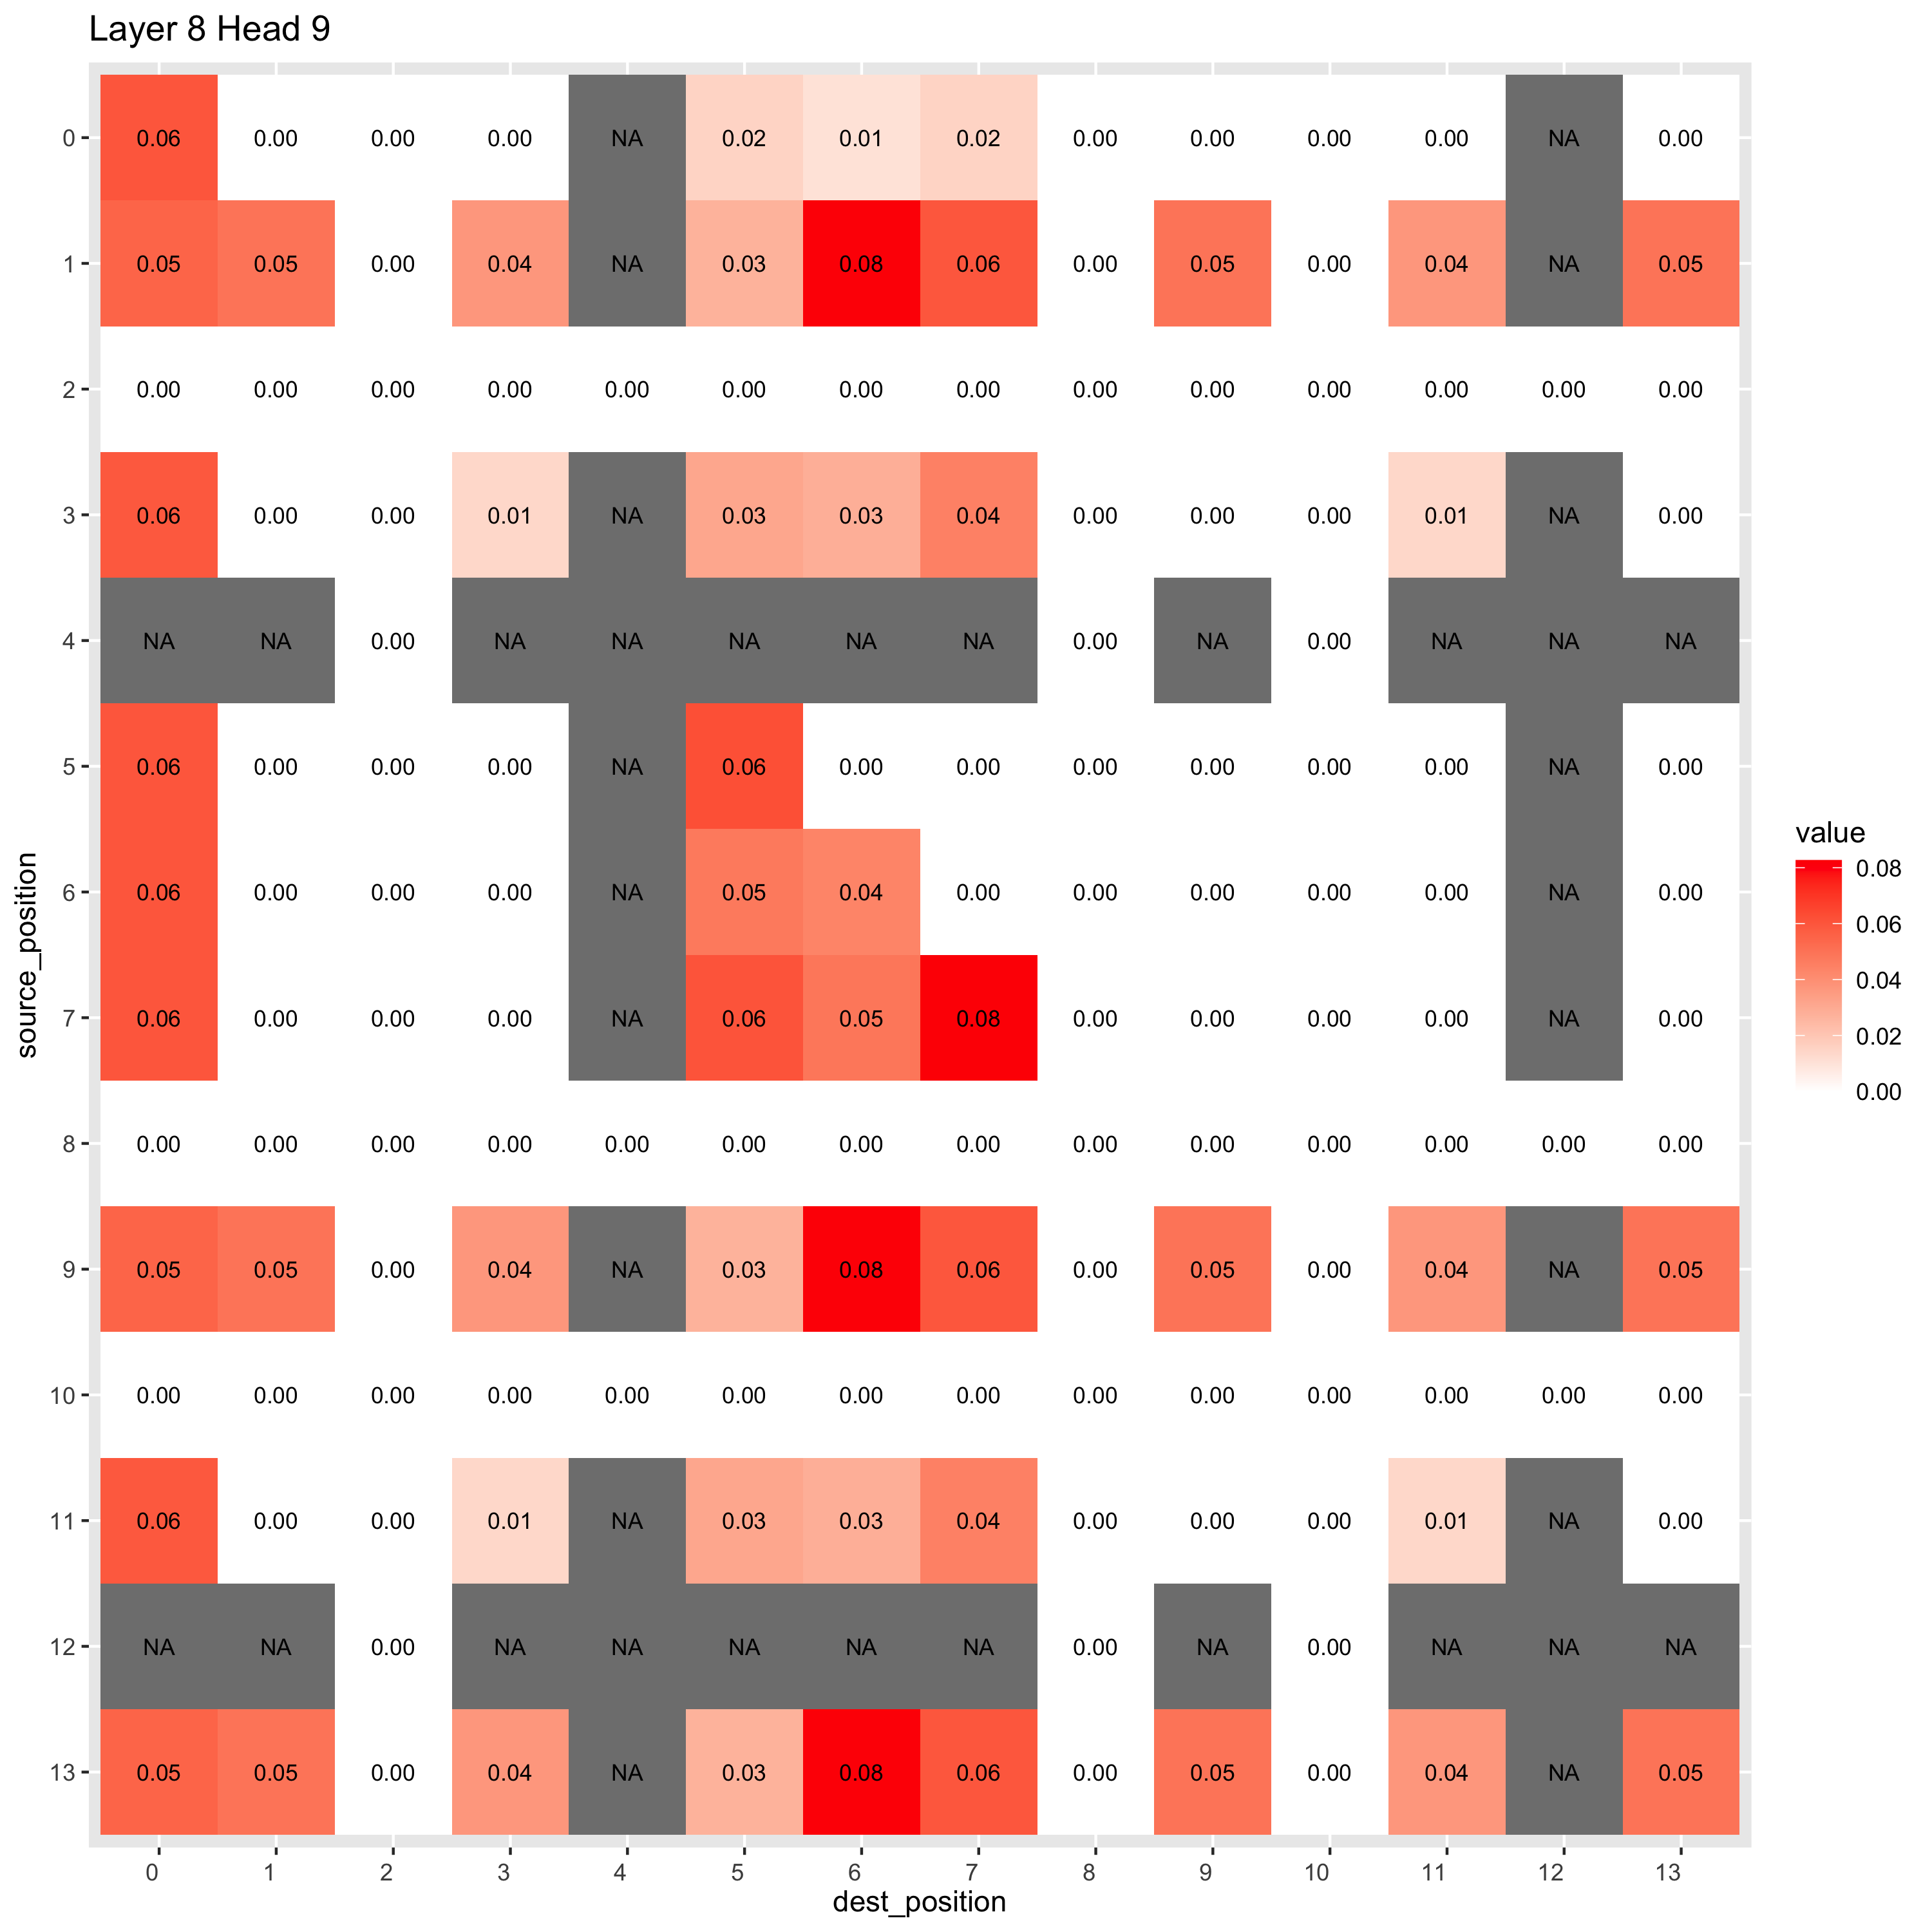 Layer 8 Head 9
0 0.06 0.00 0.00 0.00 NA 0.02 0.01 0.02 0.00 0.00 0.00 0.00 NA 0.00
1 0.05 0.05 0.00 0.04 NA 0.03 0.08 0.06 0.00 0.05 0.00 0.04 NA 0.05
2 0.00 0.00 0.00 0.00 0.00 0.00 0.00 0.00 0.00 0.00 0.00 0.00 0.00 0.00
3 0.06 0.00 0.00 0.01 NA 0.03 0.03 0.04 0.00 0.00 0.00 0.01 NA 0.00
4 NA NA 0.00 NA NA NA NA NA 0.00 NA 0.00 NA NA NA
5 0.06 0.00 0.00 0.00 NA 0.06 0.00 0.00 0.00 0.00 0.00 0.00 NA 0.00
6 0.06 0.00 0.00 0.00 NA 0.05 0.04 0.00 0.00 0.00 0.00 0.00 NA 0.00
7 0.06 0.00 0.00 0.00 NA 0.06 0.05 0.08 0.00 0.00 0.00 0.00 NA 0.00
8 0.00 0.00 0.00 0.00 0.00 0.00 0.00 0.00 0.00 0.00 0.00 0.00 0.00 0.00
9 0.05 0.05 0.00 0.04 NA 0.03 0.08 0.06 0.00 0.05 0.00 0.04 NA 0.05
10 0.00 0.00 0.00 0.00 0.00 0.00 0.00 0.00 0.00 0.00 0.00 0.00 0.00 0.00
11 0.06 0.00 0.00 0.01 NA 0.03 0.03 0.04 0.00 0.00 0.00 0.01 NA 0.00
12 NA NA 0.00 NA NA NA NA NA 0.00 NA 0.00 NA NA NA
13 0.05 0.05 0.00 0.04 NA 0.03 0.08 0.06 0.00 0.05 0.00 0.04 NA 0.05
0 1 2 3 4 5 6 7 8 9 10 11 12 13
dest_position
source_position
value
0.08
0.06
0.04
0.02
0.00